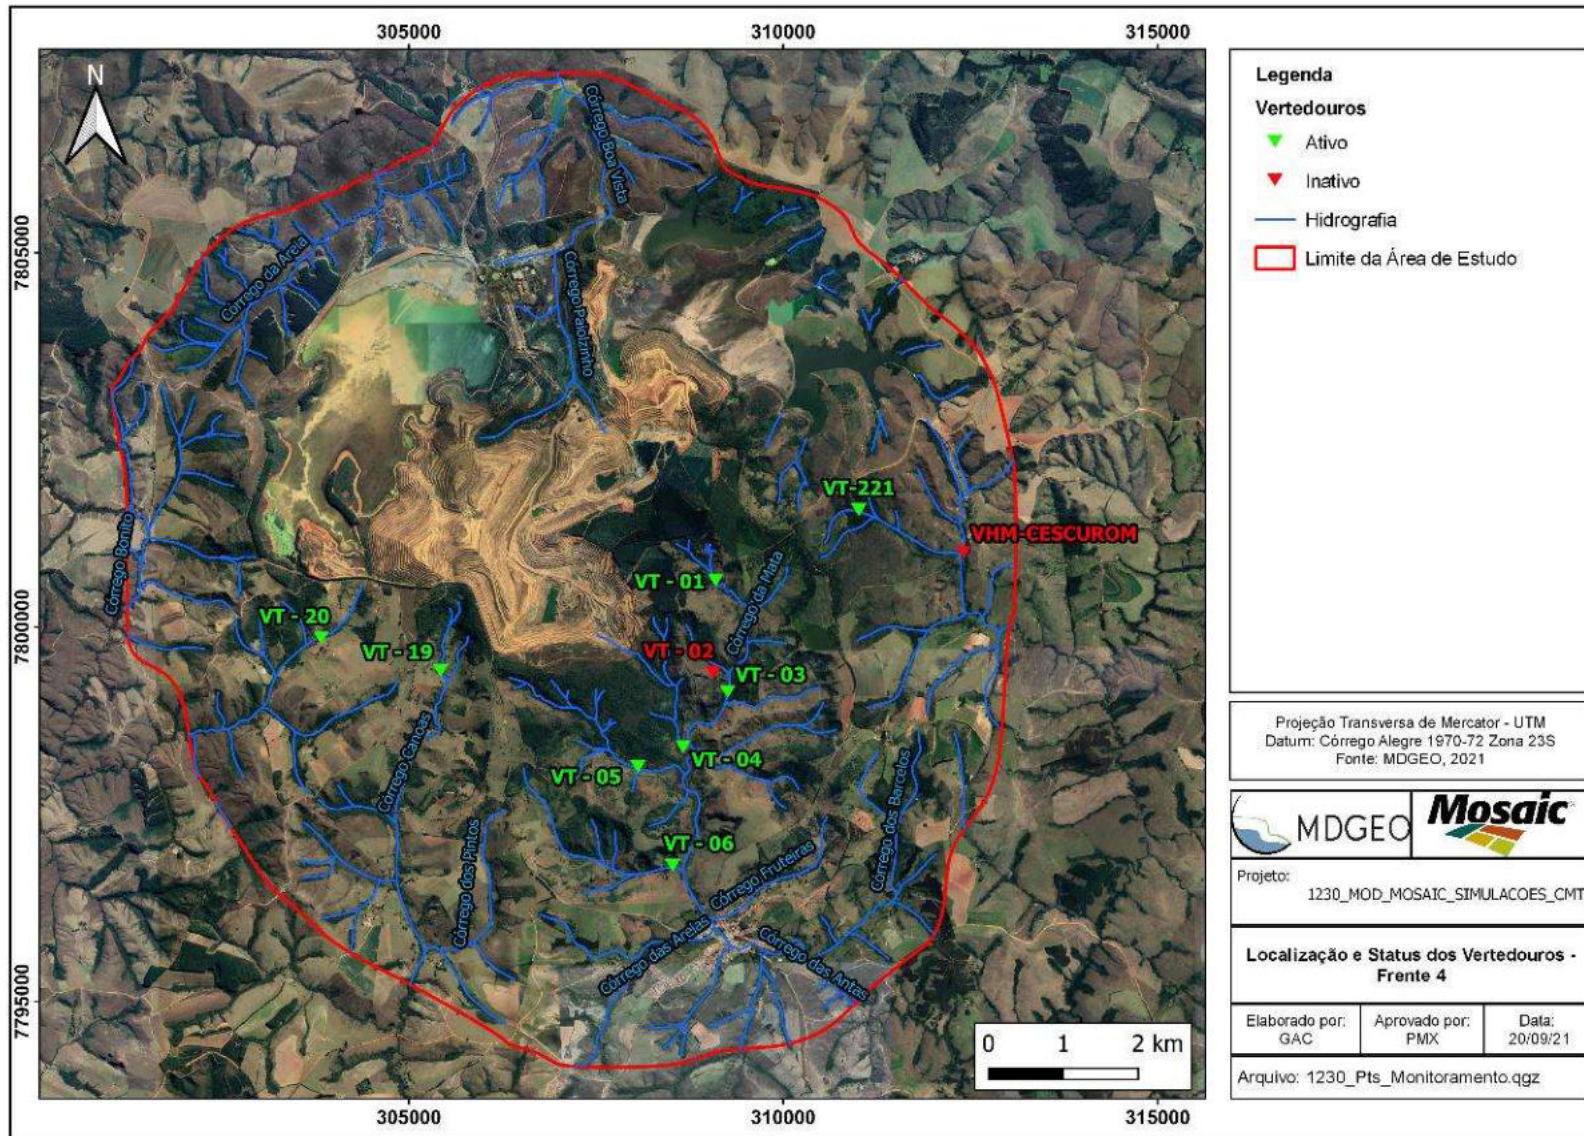 305000
310000
315000
N
7805000
7800000
7795000
Córrego Boa Vista
Córrego da Areia
Córrego Paiolzinho
Córrego Bonito
VT-221
VHM-CESCUROM
VT - 01
Córrego da Mata
VT - 20
VT - 19
VT - 02
VT - 03
VT - 04
VT - 05
Córrego Canoas
Córrego dos Barcelos
VT - 06
Córrego dos Pintos
Córrego Fruteiras
Córrego das Areias
Córrego das Antas
0 1 2 km
305000
310000
315000
Legenda
Vertedouros
Ativo
Inativo
Hidrografia
Limite da Área de Estudo
Projeção Transversa de Mercator - UTM
Datum: Córrego Alegre 1970-72 Zona 23S
Fonte: MDGEO, 2021
MDGEO
Mosaic
Projeto:
1230_MOD_MOSAIC_SIMULACOES_CMT
Localização e Status dos Vertedouros -
Frente 4
Elaborado por:
GAC
Aprovado por:
PMX
Data:
20/09/21
Arquivo: 1230_Pts_Monitoramento.qgz